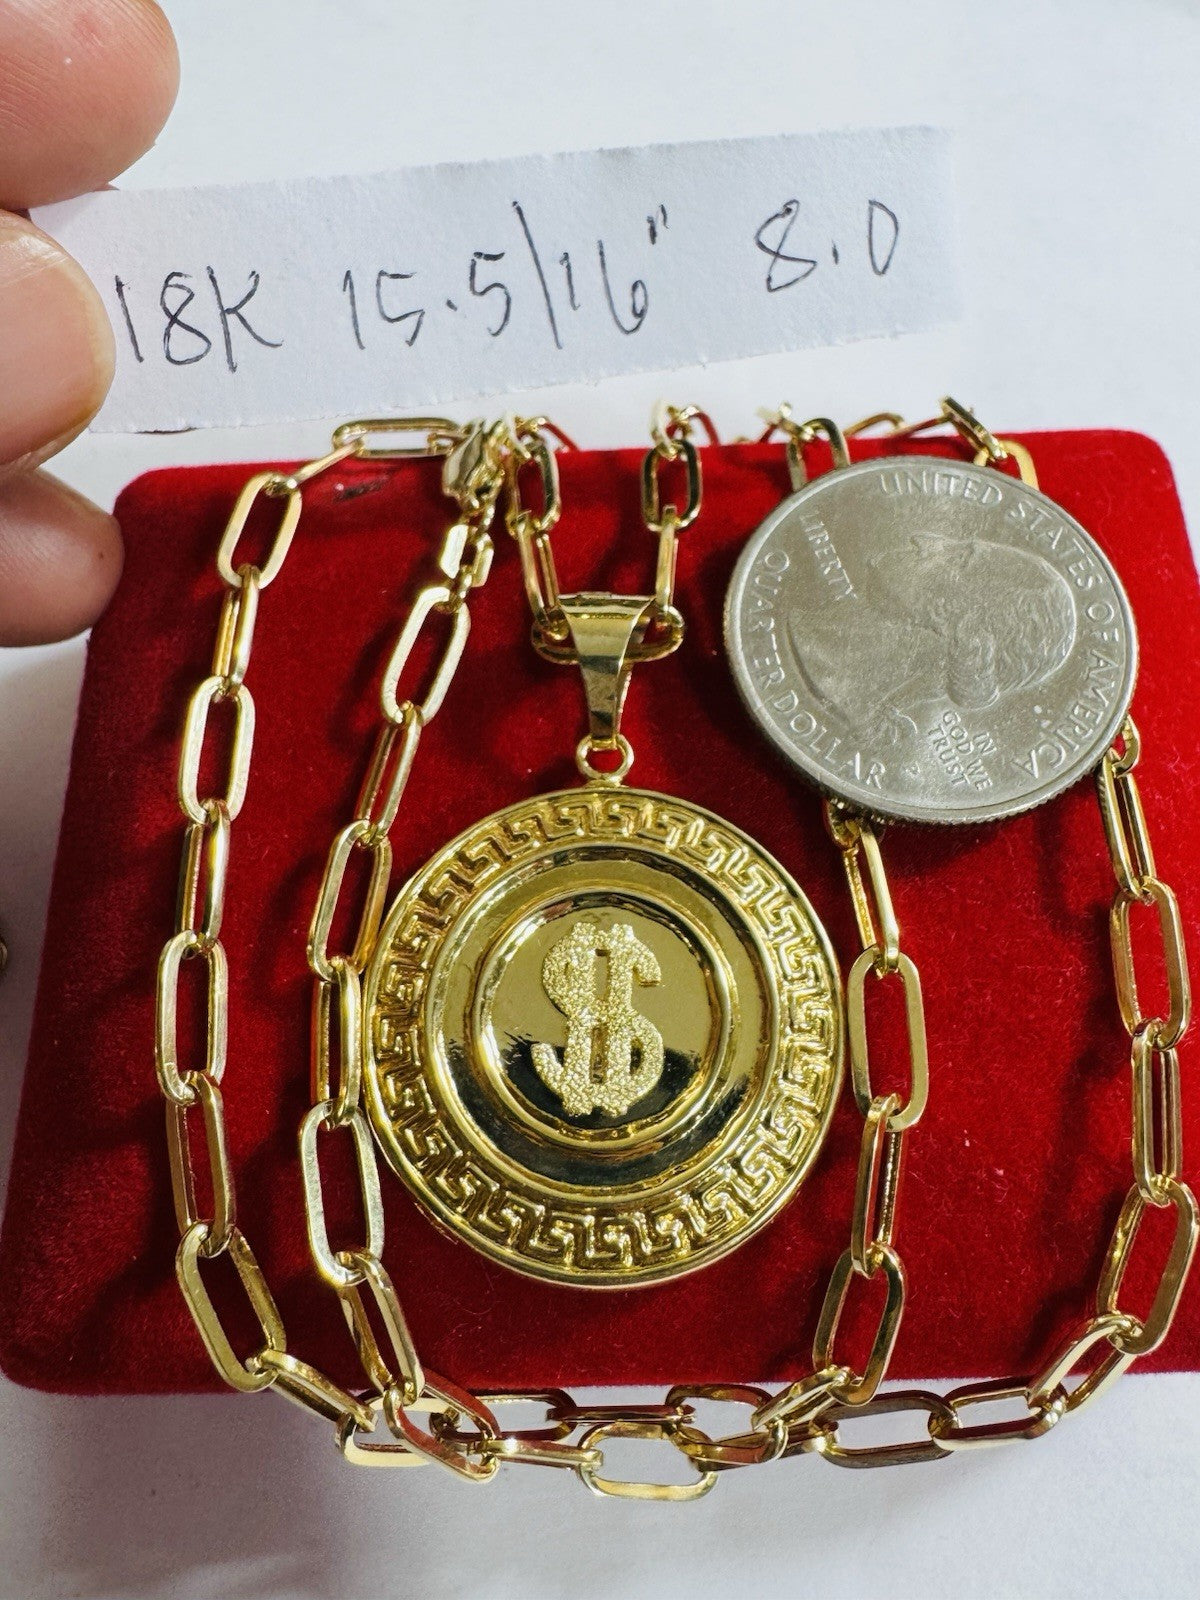 18K 15.5/16" 8.0
UNITED STATES OF AMERICA
LIBERTY
IN
GOD WE
TRUST
P
QUARTER DOLLAR
$